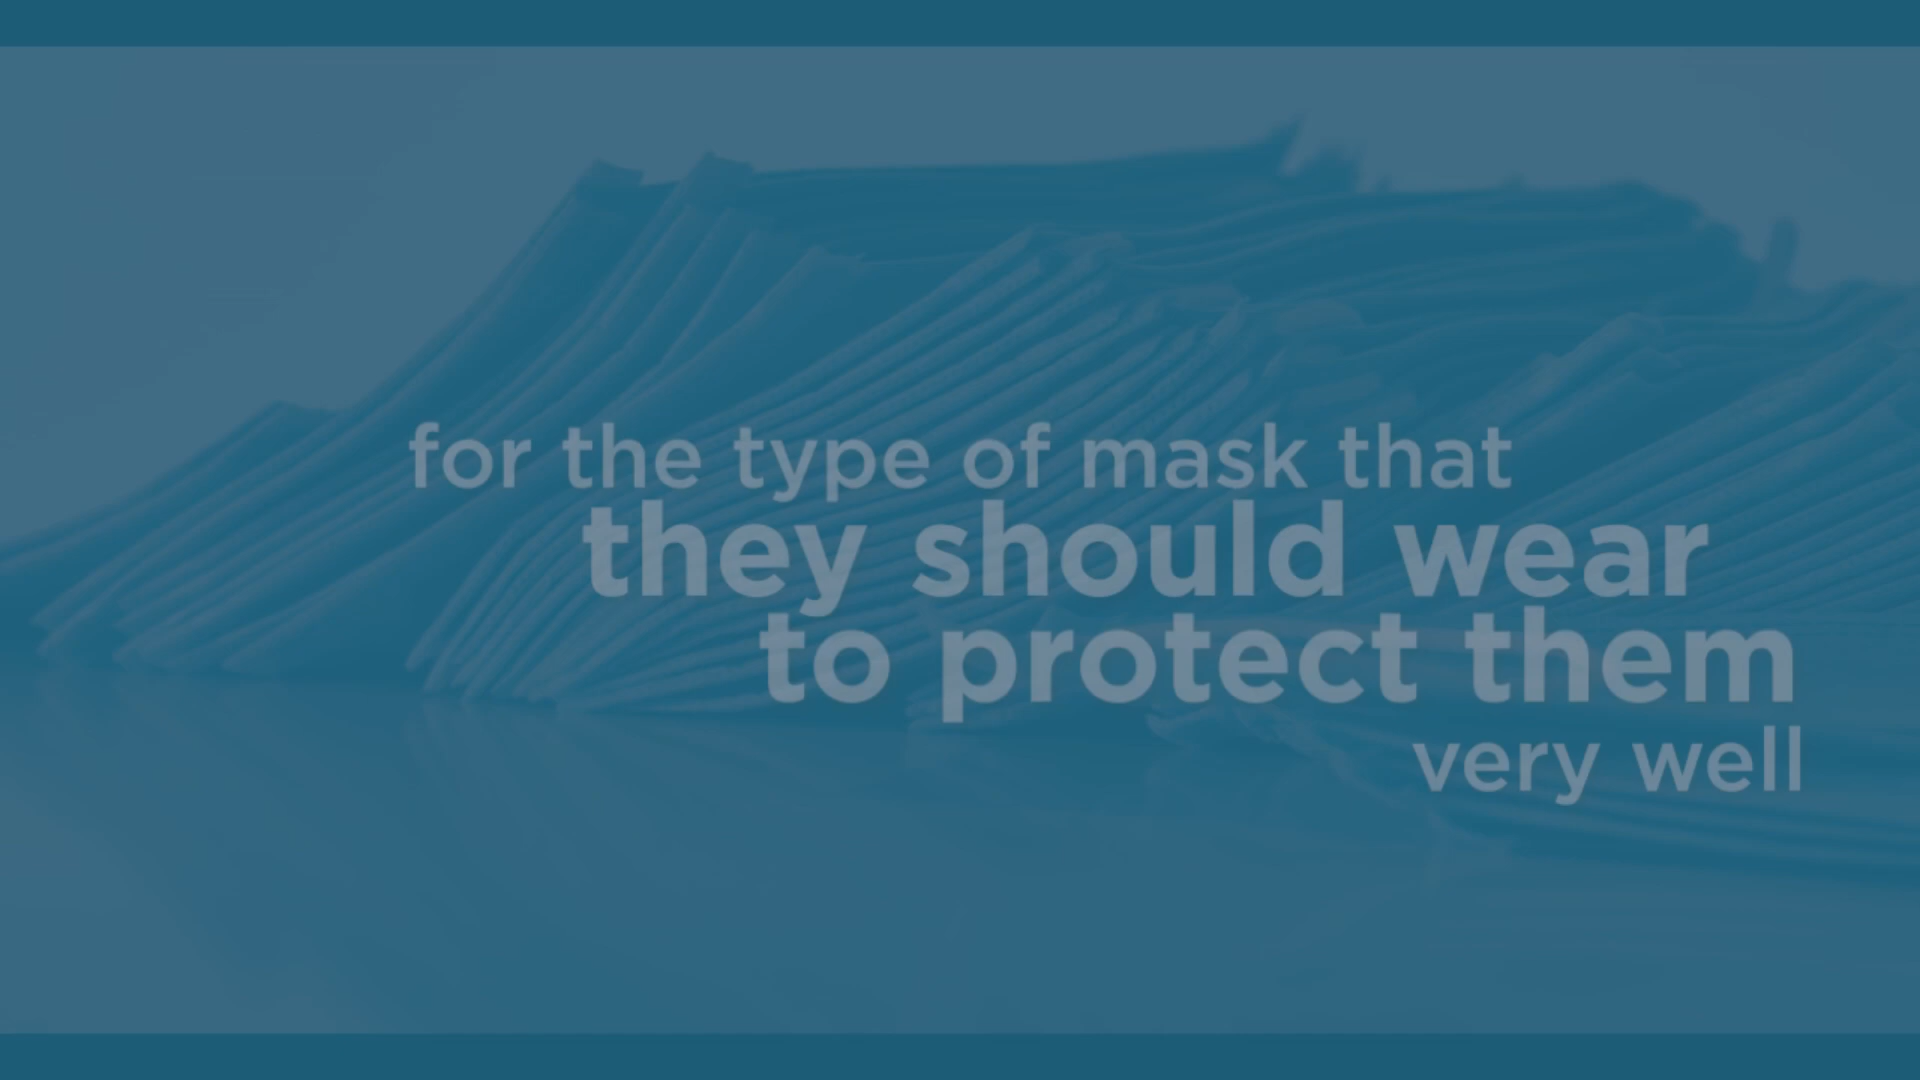 for the type of mask that
they should wear
to protect them
very well